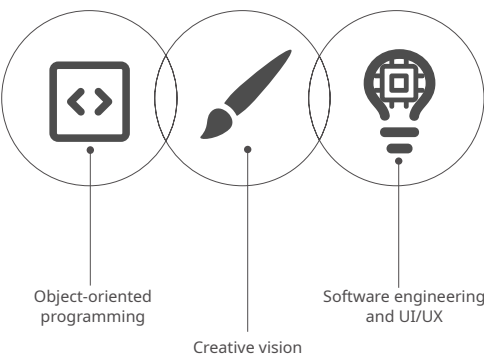 Object-oriented
programming
Creative vision
Software engineering
and UI/UX